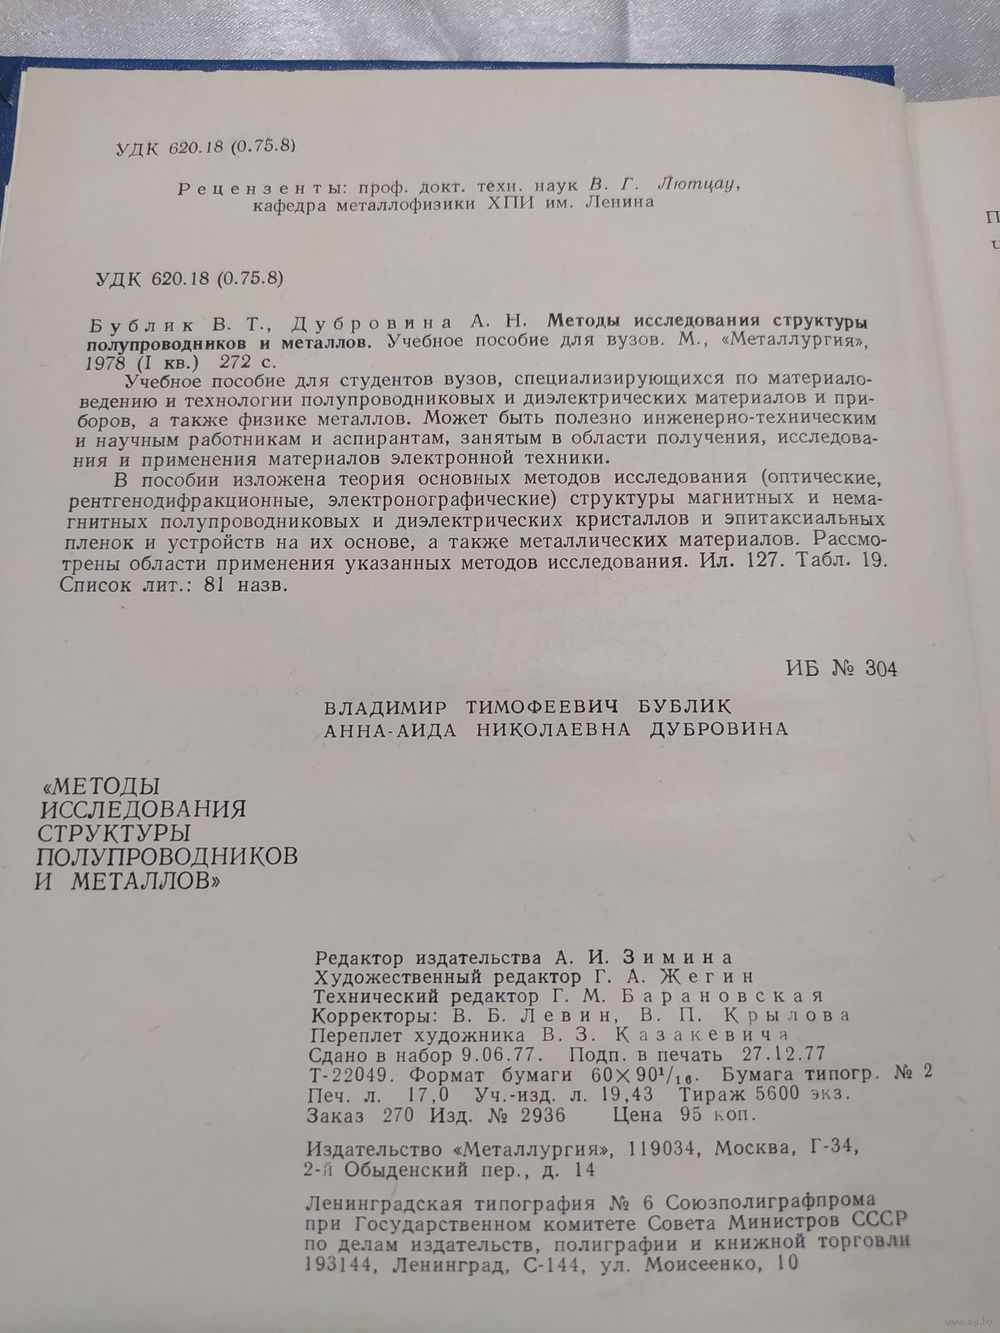 УДК 620.18 (0.75.8)
Рецензенты: проф. докт. техн. наук В. Г. Лютцау,
кафедра металлофизики ХПИ им. Ленина
УДК 620.18 (0.75.8)
Бублик В. Т., Дубровина А. Н. Методы исследования структуры
полупроводников и металлов. Учебное пособие для вузов. М., «Металлургия»,
1978 (I кв.) 272 с.
Учебное пособие для студентов вузов, специализирующихся по материало-
ведению и технологии полупроводниковых и диэлектрических материалов и при-
боров, а также физике металлов. Может быть полезно инженерно-техническим
и научным работникам и аспирантам, занятым в области получения, исследова-
ния и применения материалов электронной техники.
В пособии изложена теория основных методов исследования (оптические,
рентгенодифракционные, электронографические) структуры магнитных и нема-
гнитных полупроводниковых и диэлектрических кристаллов и эпитаксиальных
пленок и устройств на их основе, а также металлических материалов. Рассмо-
трены области применения указанных методов исследования. Ил. 127. Табл. 19.
Список лит.: 81 назв.
ИБ № 304
ВЛАДИМИР ТИМОФЕЕВИЧ БУБЛИК
АННА-АИДА НИКОЛАЕВНА ДУБРОВИНА
«МЕТОДЫ
ИССЛЕДОВАНИЯ
СТРУКТУРЫ
ПОЛУПРОВОДНИКОВ
И МЕТАЛЛОВ»
Редактор издательства А. И. Зимина
Художественный редактор Г. А. Жегин
Технический редактор Г. М. Барановская
Корректоры: В. Б. Левин, В. П. Крылова
Переплет художника В. З. Казакевича
Сдано в набор 9.06.77. Подп. в печать 27.12.77
Т-22049. Формат бумаги 60×90¹/₁₆. Бумага типогр. № 2
Печ. л. 17,0 Уч.-изд. л. 19,43 Тираж 5600 экз.
Заказ 270 Изд. № 2936 Цена 95 коп.
Издательство «Металлургия», 119034, Москва, Г-34,
2-й Обыденский пер., д. 14
Ленинградская типография № 6 Союзполиграфпрома
при Государственном комитете Совета Министров СССР
по делам издательств, полиграфии и книжной торговли
193144, Ленинград, С-144, ул. Моисеенко, 10
www.ay.by